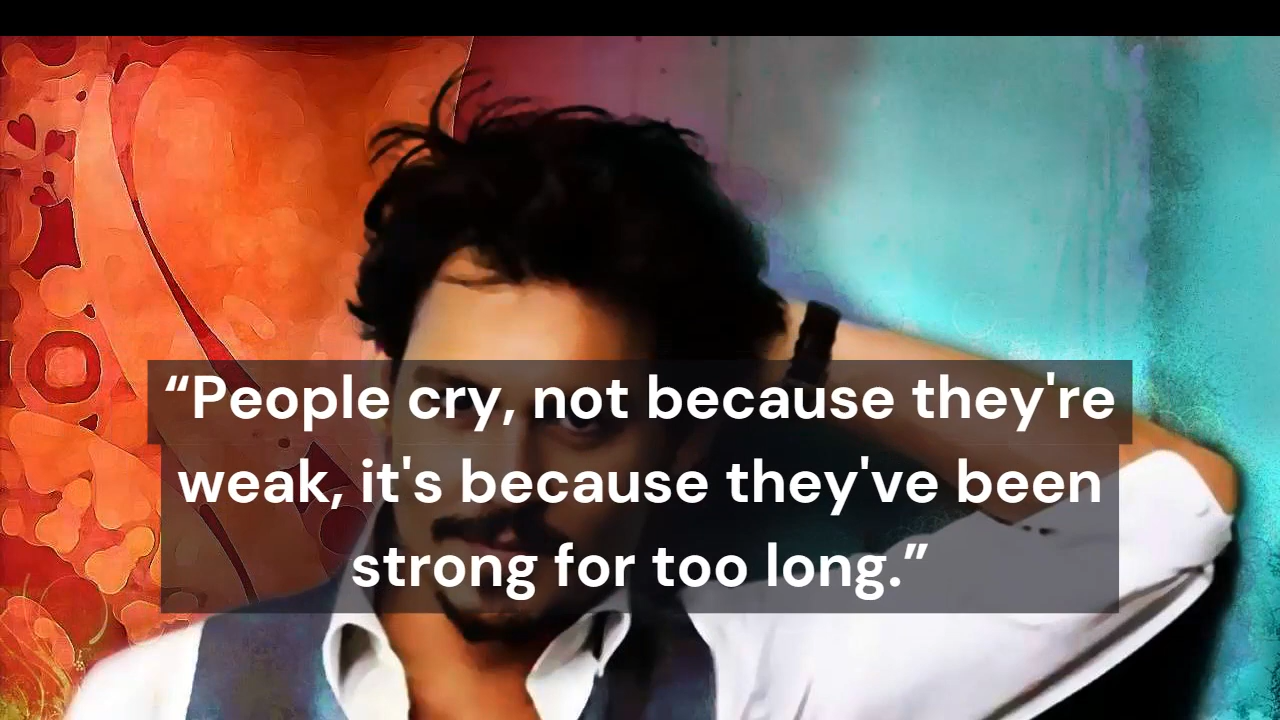 “People cry, not because they're
weak, it's because they've been
strong for too long.”